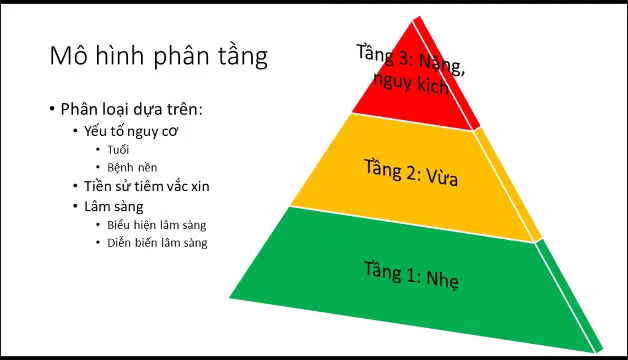 Mô hình phân tầng
• Phân loại dựa trên:
• Yếu tố nguy cơ
• Tuổi
• Bệnh nền
• Tiền sử tiêm vắc xin
• Lâm sàng
• Biểu hiện lâm sàng
• Diễn biến lâm sàng
Tầng 3: Nặng,
nguy kịch
Tầng 2: Vừa
Tầng 1: Nhẹ